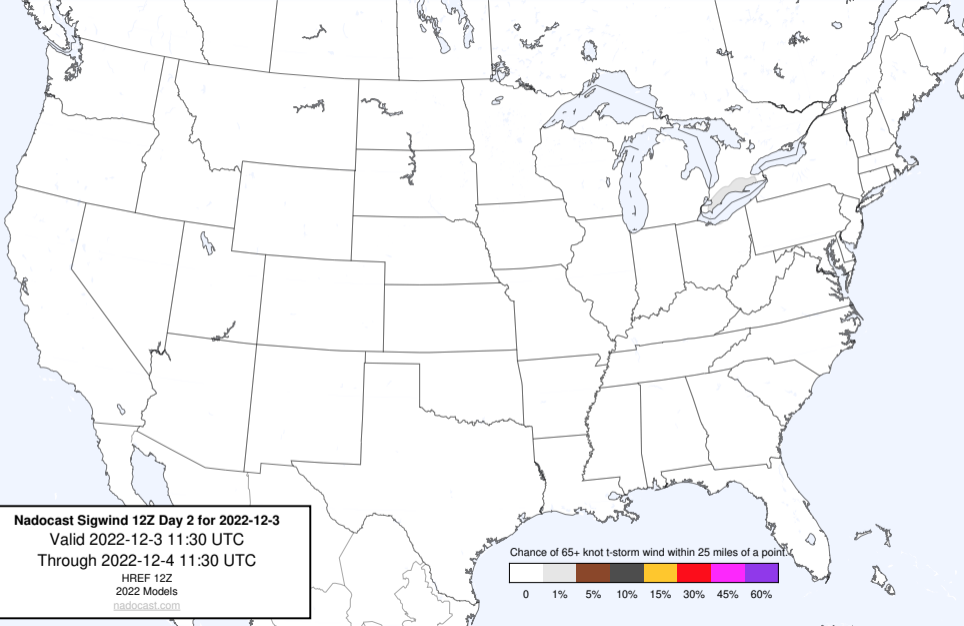 Nadocast Sigwind 12Z Day 2 for 2022-12-3
Valid 2022-12-3 11:30 UTC
Through 2022-12-4 11:30 UTC
HREF 12Z
2022 Models
nadocast.com
Chance of 65+ knot t-storm wind within 25 miles of a point.
0 1% 5% 10% 15% 30% 45% 60%